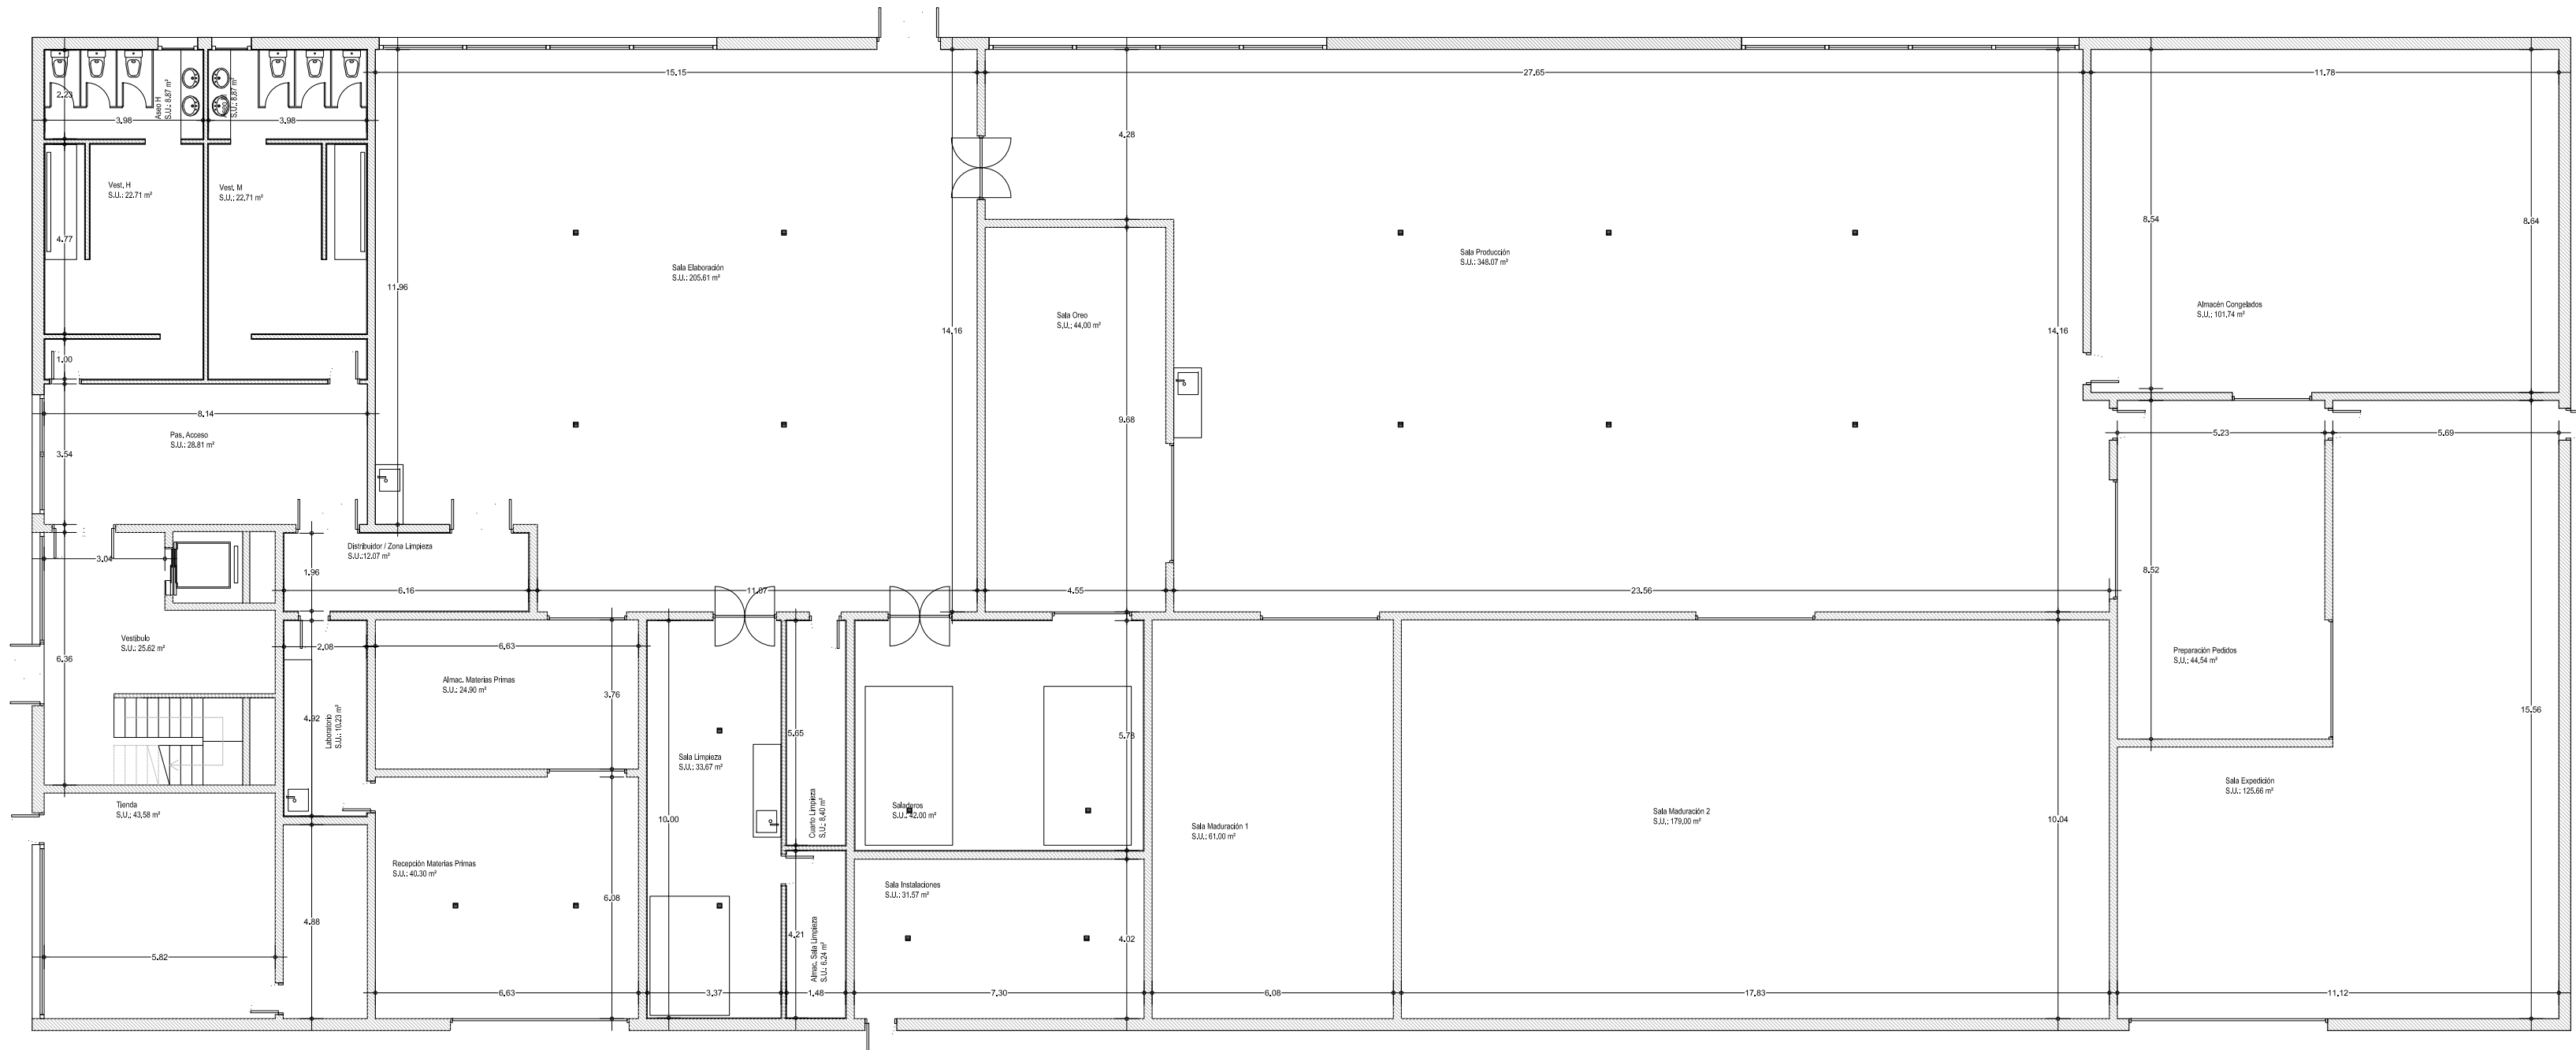 15.15
27.65
11.78
2.23
Aseo H
S.U.: 8.87 m²
S.U.: 8.87 m²
3.98
3.98
4.28
Vest. H
S.U.: 22.71 m²
Vest. M
S.U.: 22.71 m²
8.54
8.64
4.77
Sala Elaboración
S.U.: 205.61 m²
Sala Producción
S.U.: 348.07 m²
11.96
Almacén Congelados
S.U.: 101.74 m²
Sala Oreo
S.U.: 44.00 m²
14.16
14.16
1.00
8.14
9.68
Pas. Acceso
S.U.: 28.81 m²
5.23
5.69
3.54
Distribuidor / Zona Limpieza
S.U.:12.07 m²
3.04
1.96
8.52
6.16
11.07
4.55
23.56
Vestíbulo
S.U.: 25.62 m²
2.08
6.63
6.36
Preparación Pedidos
S.U.: 44.54 m²
Almac. Materias Primas
S.U.: 24.90 m²
3.76
4.92
Laboratorio
S.U.: 10.23 m²
15.56
5.65
5.78
Sala Limpieza
S.U.: 33.67 m²
Sala Expedición
S.U.: 125.66 m²
Tienda
S.U.: 43.58 m²
Saladeros
S.U.: 42.00 m²
Sala Maduración 2
S.U.: 179.00 m²
10.00
Cuarto Limpieza
S.U.: 8.40 m²
Sala Maduración 1
S.U.: 61.00 m²
10.04
Recepción Materias Primas
S.U.: 40.30 m²
Sala Instalaciones
S.U.: 31.57 m²
6.08
4.88
4.21
Almac. Sala Limpieza
S.U.: 6.24 m²
4.02
5.82
6.63
3.37
1.48
7.30
6.08
17.83
11.12